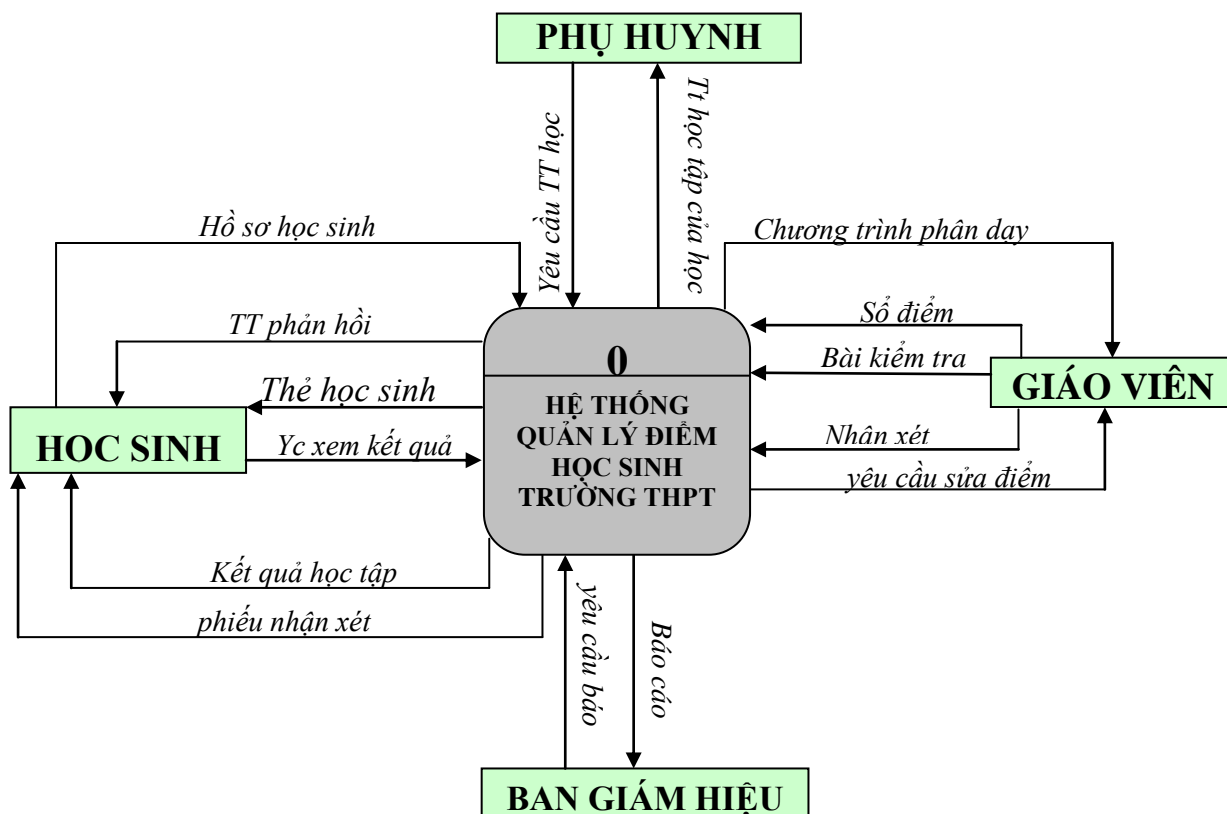 PHỤ HUYNH
Yêu cầu TT học
Tt học tập của học
Hồ sơ học sinh
Chương trình phân dạy
TT phản hồi
Sổ điểm
Bài kiểm tra
0
Thẻ học sinh
GIÁO VIÊN
HỆ THỐNG
QUẢN LÝ ĐIỂM
HỌC SINH
TRƯỜNG THPT
HỌC SINH
Yc xem kết quả
Nhân xét
yêu cầu sửa điểm
Kết quả học tập
phiếu nhận xét
yêu cầu báo
Báo cáo
BAN GIÁM HIỆU